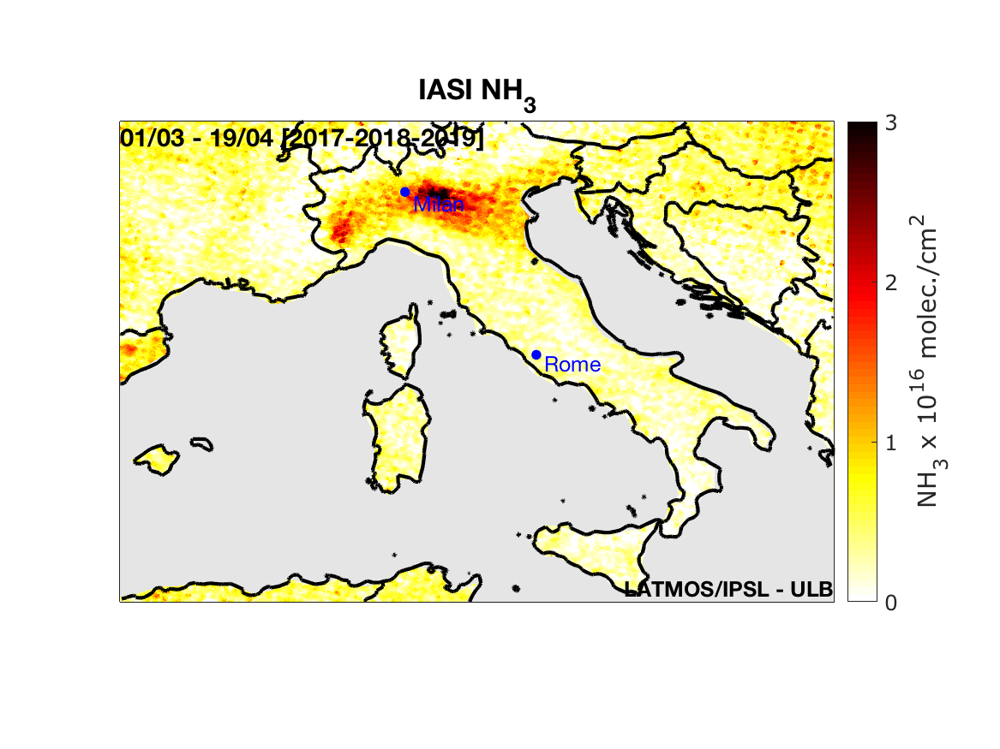 IASI NH3
01/03 - 19/04 [2017-2018-2019]
Milan
Rome
LATMOS/IPSL - ULB
3
2
1
0
NH3 x 10^16 molec./cm^2